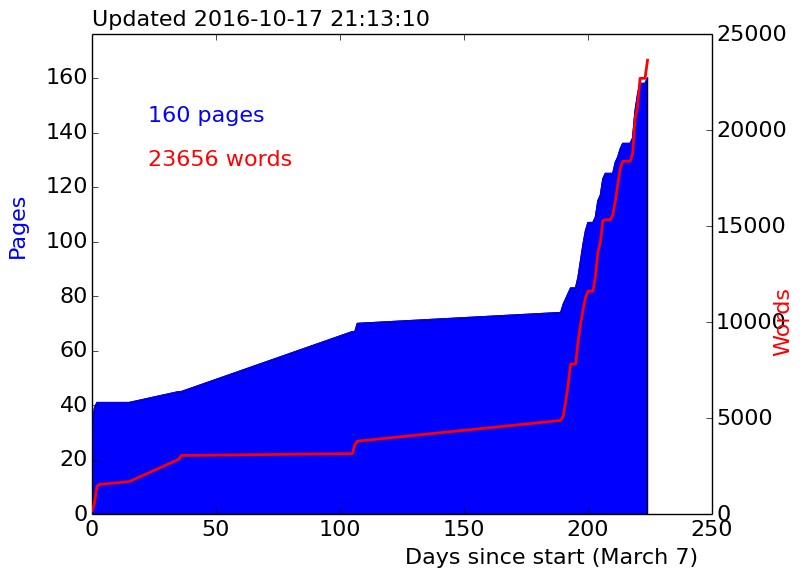 Updated 2016-10-17 21:13:10
160 pages
23656 words
Pages
160
140
120
100
80
60
40
20
0
25000
20000
15000
10000
5000
0
Words
0 50 100 150 200 250
Days since start (March 7)